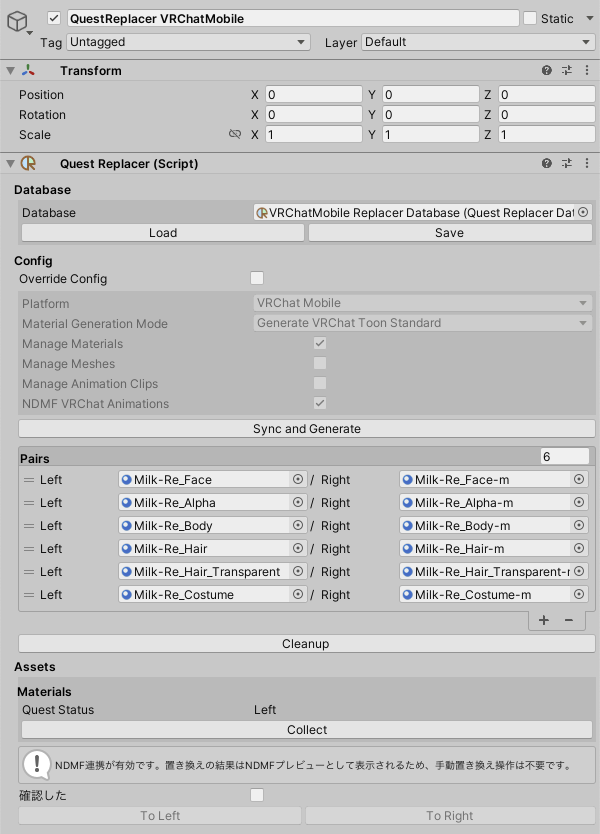 QuestReplacer VRChatMobile Static
Tag Untagged Layer Default
Transform
Position X 0 Y 0 Z 0
Rotation X 0 Y 0 Z 0
Scale X 1 Y 1 Z 1
Quest Replacer (Script)
Database
Database VRChatMobile Replacer Database (Quest Replacer Dat
Load Save
Config
Override Config
Platform VRChat Mobile
Material Generation Mode Generate VRChat Toon Standard
Manage Materials
Manage Meshes
Manage Animation Clips
NDMF VRChat Animations
Sync and Generate
Pairs 6
Left Milk-Re_Face / Right Milk-Re_Face-m
Left Milk-Re_Alpha / Right Milk-Re_Alpha-m
Left Milk-Re_Body / Right Milk-Re_Body-m
Left Milk-Re_Hair / Right Milk-Re_Hair-m
Left Milk-Re_Hair_Transparent / Right Milk-Re_Hair_Transparent-m
Left Milk-Re_Costume / Right Milk-Re_Costume-m
+ −
Cleanup
Assets
Materials
Quest Status Left
Collect
NDMF連携が有効です。置き換えの結果はNDMFプレビューとして表示されるため、手動置き換え操作は不要です。
確認した
To Left To Right